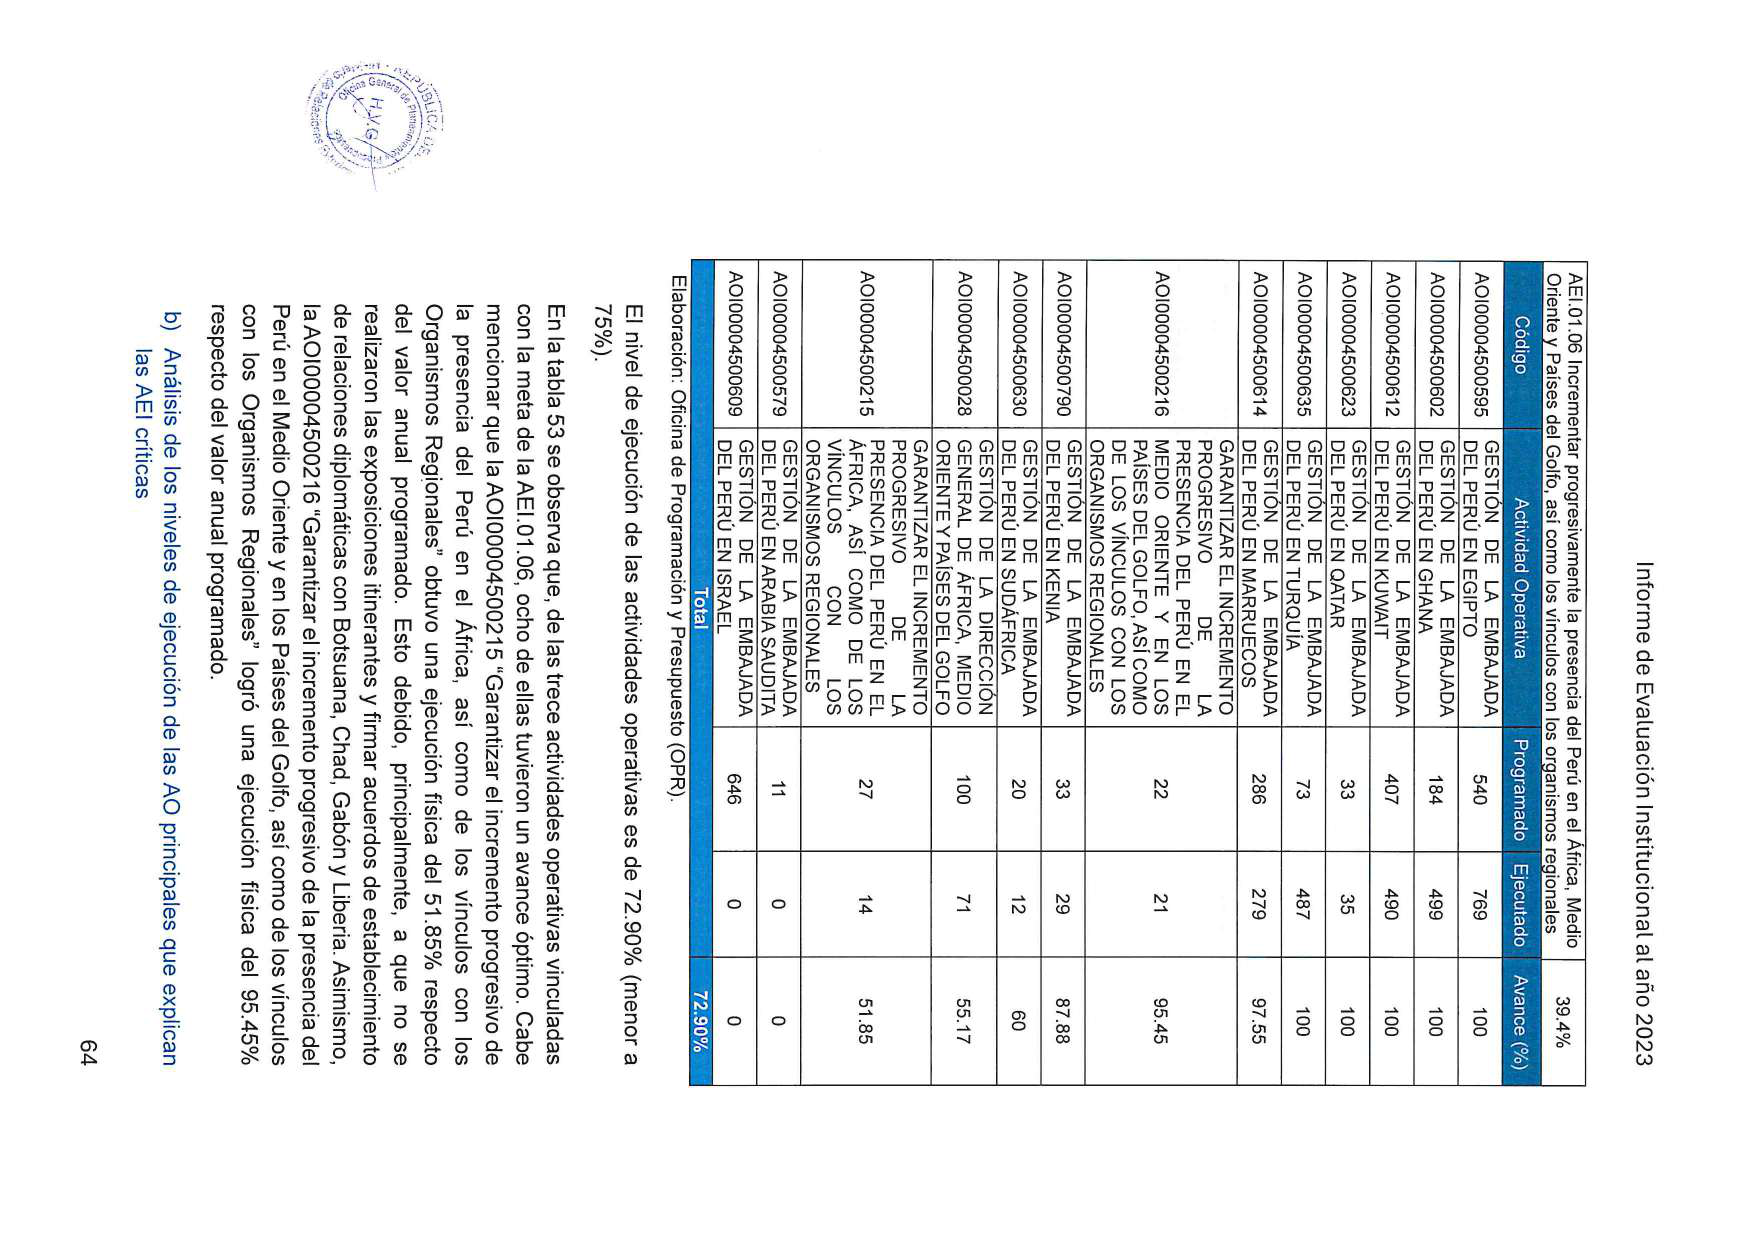 Informe de Evaluación Institucional al año 2023
AEI.01.06 Incrementar progresivamente la presencia del Perú en el África, Medio 39.4%
Oriente y Países del Golfo, así como los vínculos con los organismos regionales
Código Actividad Operativa Programado Ejecutado Avance (%)
AOI00004500595 GESTIÓN DE LA EMBAJADA 540 769 100
DEL PERÚ EN EGIPTO
AOI00004500602 GESTIÓN DE LA EMBAJADA 184 499 100
DEL PERÚ EN GHANA
AOI00004500612 GESTIÓN DE LA EMBAJADA 407 490 100
DEL PERÚ EN KUWAIT
AOI00004500623 GESTIÓN DE LA EMBAJADA 33 35 100
DEL PERÚ EN QATAR
AOI00004500635 GESTIÓN DE LA EMBAJADA 73 487 100
DEL PERÚ EN TURQUÍA
AOI00004500614 GESTIÓN DE LA EMBAJADA 286 279 97.55
DEL PERÚ EN MARRUECOS
GARANTIZAR EL INCREMENTO
PROGRESIVO DE LA
PRESENCIA DEL PERÚ EN EL
AOI00004500216 MEDIO ORIENTE Y EN LOS 22 21 95.45
PAÍSES DEL GOLFO, ASÍ COMO
DE LOS VÍNCULOS CON LOS
ORGANISMOS REGIONALES
AOI00004500790 GESTIÓN DE LA EMBAJADA 33 29 87.88
DEL PERÚ EN KENIA
AOI00004500630 GESTIÓN DE LA EMBAJADA 20 12 60
DEL PERÚ EN SUDÁFRICA
GESTIÓN DE LA DIRECCIÓN
AOI00004500028 GENERAL DE ÁFRICA, MEDIO 100 71 55.17
ORIENTE Y PAÍSES DEL GOLFO
GARANTIZAR EL INCREMENTO
PROGRESIVO DE LA
PRESENCIA DEL PERÚ EN EL
AOI00004500215 ÁFRICA, ASÍ COMO DE LOS 27 14 51.85
VÍNCULOS CON LOS
ORGANISMOS REGIONALES
AOI00004500579 GESTIÓN DE LA EMBAJADA 11 0 0
DEL PERÚ EN ARABIA SAUDITA
AOI00004500609 GESTIÓN DE LA EMBAJADA 646 0 0
DEL PERÚ EN ISRAEL
Total 72.90%
Elaboración: Oficina de Programación y Presupuesto (OPR).
El nivel de ejecución de las actividades operativas es de 72.90% (menor a
75%).
En la tabla 53 se observa que, de las trece actividades operativas vinculadas
con la meta de la AEI.01.06, ocho de ellas tuvieron un avance óptimo. Cabe
mencionar que la AOI00004500215 “Garantizar el incremento progresivo de
la presencia del Perú en el África, así como de los vínculos con los
Organismos Regionales” obtuvo una ejecución física del 51.85% respecto
del valor anual programado. Esto debido, principalmente, a que no se
realizaron las exposiciones itinerantes y firmar acuerdos de establecimiento
de relaciones diplomáticas con Botsuana, Chad, Gabón y Liberia. Asimismo,
la AOI00004500216 “Garantizar el incremento progresivo de la presencia del
Perú en el Medio Oriente y en los Países del Golfo, así como de los vínculos
con los Organismos Regionales” logró una ejecución física del 95.45%
respecto del valor anual programado.
b) Análisis de los niveles de ejecución de las AO principales que explican
las AEI críticas
Oficina General de Planeamiento
H.V.G
64